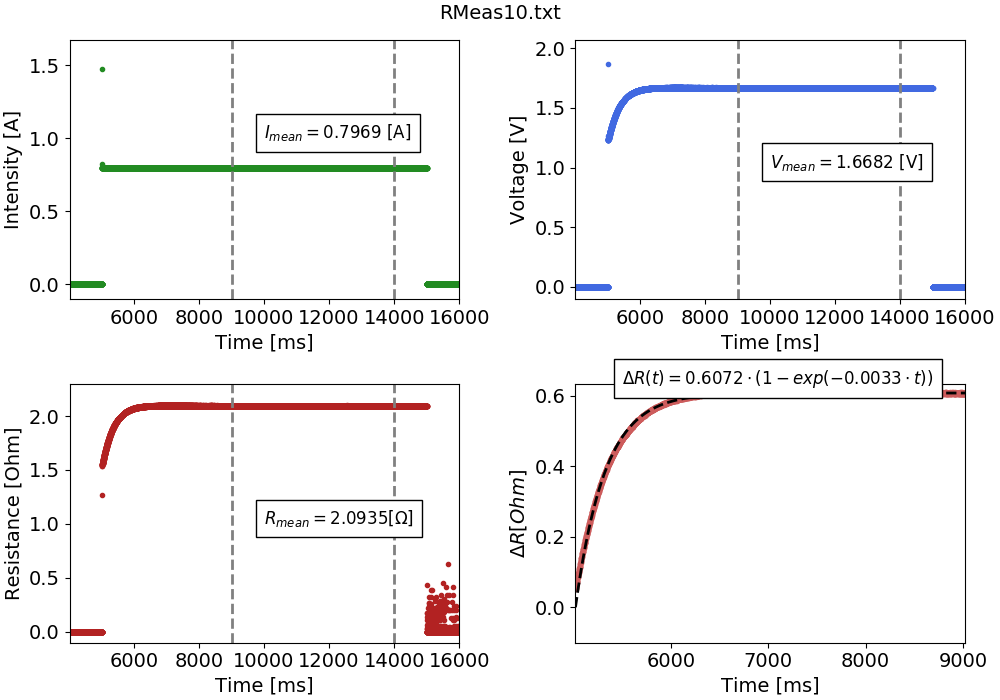 RMeas10.txt
Intensity [A]
1.5
1.0
0.5
0.0
I_mean = 0.7969 [A]
6000 8000 10000 12000 14000 16000
Time [ms]
Voltage [V]
2.0
1.5
1.0
0.5
0.0
V_mean = 1.6682 [V]
6000 8000 10000 12000 14000 16000
Time [ms]
Resistance [Ohm]
2.0
1.5
1.0
0.5
0.0
R_mean = 2.0935[Ω]
6000 8000 10000 12000 14000 16000
Time [ms]
ΔR[Ohm]
0.6
0.4
0.2
0.0
ΔR(t) = 0.6072 · (1 − exp(−0.0033 · t))
6000 7000 8000 9000
Time [ms]